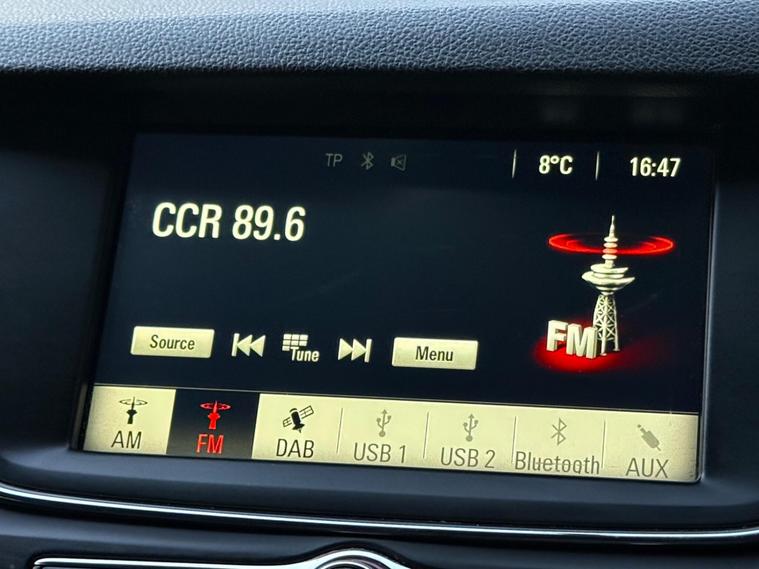 TP
8°C
16:47
CCR 89.6
FM
Source
Tune
Menu
AM
FM
DAB
USB 1
USB 2
Bluetooth
AUX